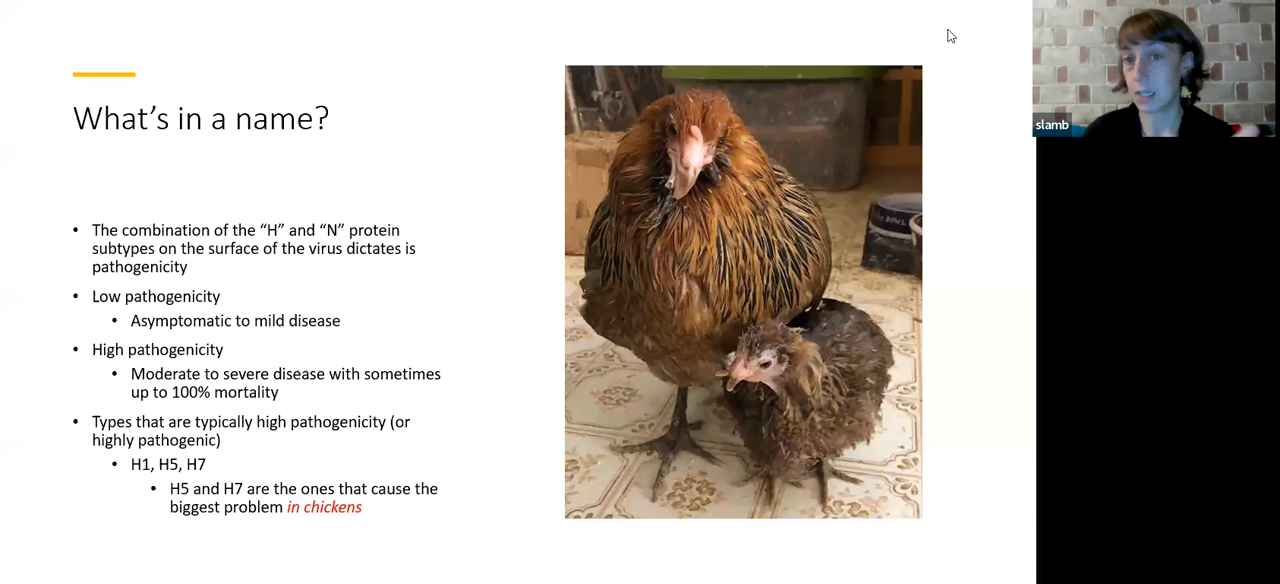 What's in a name?
• The combination of the “H” and “N” protein
subtypes on the surface of the virus dictates is
pathogenicity
• Low pathogenicity
• Asymptomatic to mild disease
• High pathogenicity
• Moderate to severe disease with sometimes
up to 100% mortality
• Types that are typically high pathogenicity (or
highly pathogenic)
• H1, H5, H7
• H5 and H7 are the ones that cause the
biggest problem in chickens
BOWL
slamb